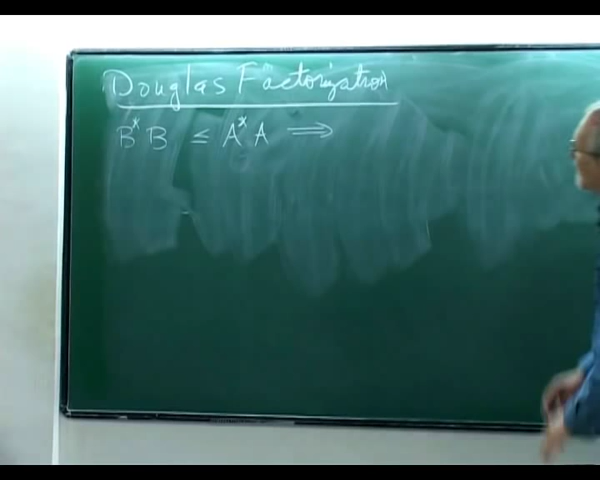 Douglas Factorization
B* B ≤ A* A ⟹